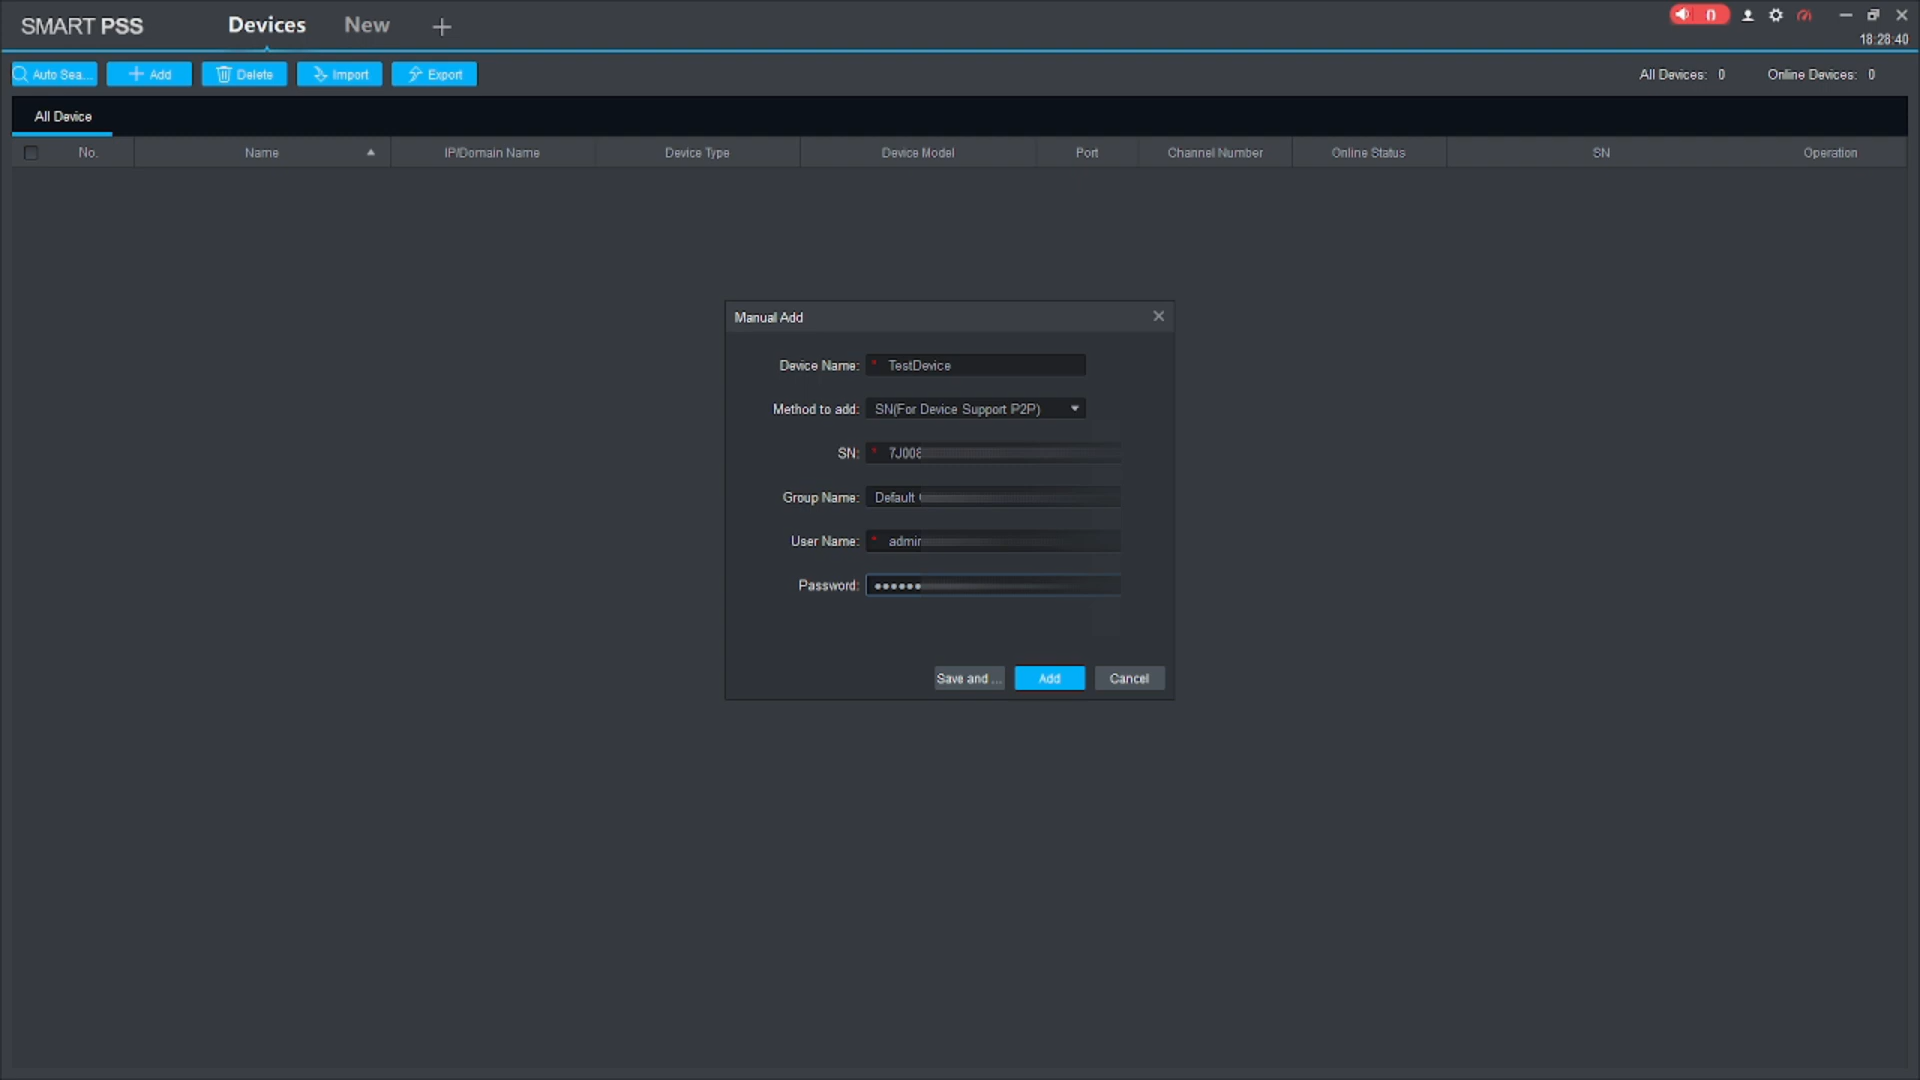 SMART PSS
Devices
New
0
18:28:40
Auto Sea...
Add
Delete
Import
Export
All Devices: 0
Online Devices: 0
All Device
No.
Name
IP/Domain Name
Device Type
Device Model
Port
Channel Number
Online Status
SN
Operation
Manual Add
Device Name: * TestDevice
Method to add: SN(For Device Support P2P)
SN: * 7J008
Group Name: Default
User Name: * admin
Password: ●●●●●●
Save and ...
Add
Cancel